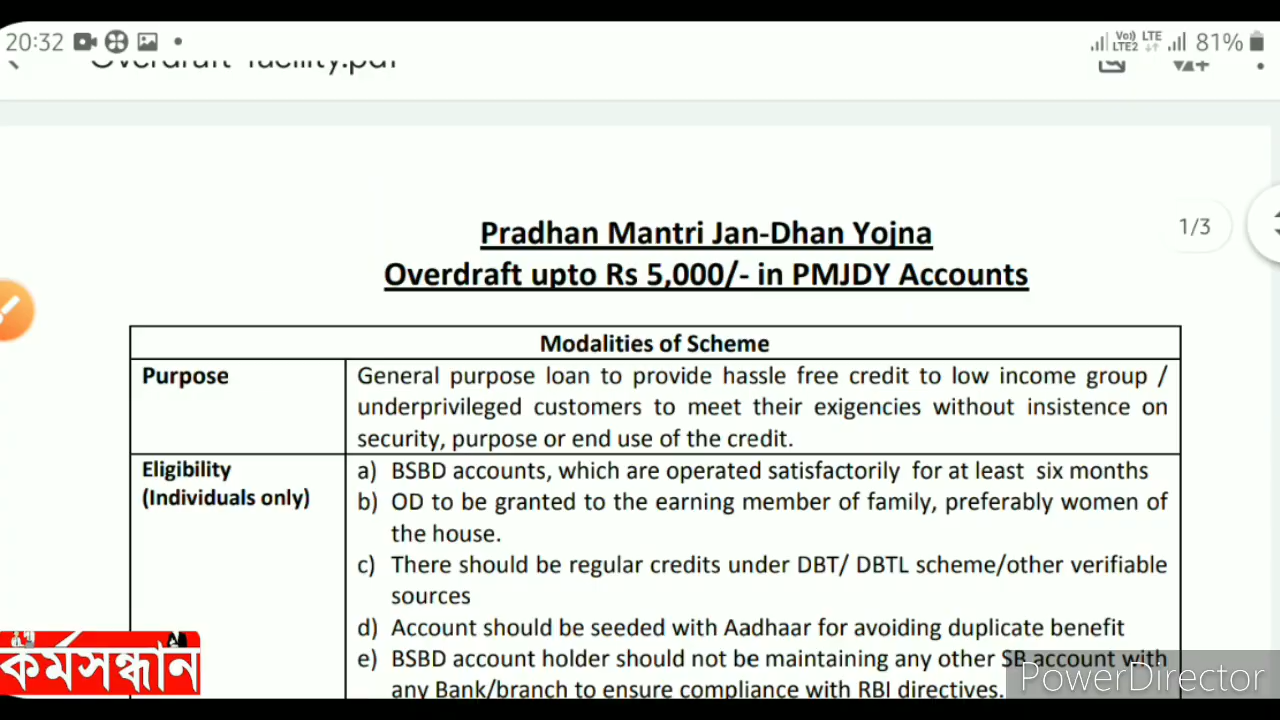 20:32
Vo) LTE
LTE2
81%
Overdraft facility.pdf
1/3
Pradhan Mantri Jan-Dhan Yojna
Overdraft upto Rs 5,000/- in PMJDY Accounts
Modalities of Scheme
Purpose
General purpose loan to provide hassle free credit to low income group /
underprivileged customers to meet their exigencies without insistence on
security, purpose or end use of the credit.
Eligibility
(Individuals only)
a) BSBD accounts, which are operated satisfactorily for at least six months
b) OD to be granted to the earning member of family, preferably women of
the house.
c) There should be regular credits under DBT/ DBTL scheme/other verifiable
sources
d) Account should be seeded with Aadhaar for avoiding duplicate benefit
e) BSBD account holder should not be maintaining any other SB account with
any Bank/branch to ensure compliance with RBI directives.
কর্মসন্ধান
PowerDirector